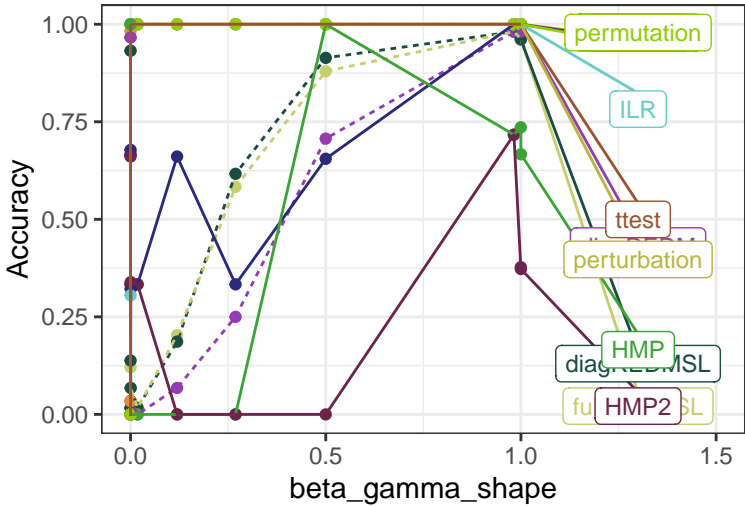 1.00
0.75
0.50
0.25
0.00
Accuracy
permutation
ILR
ttest
perturbation
HMP
HMP2
0.0
0.5
1.0
1.5
beta_gamma_shape